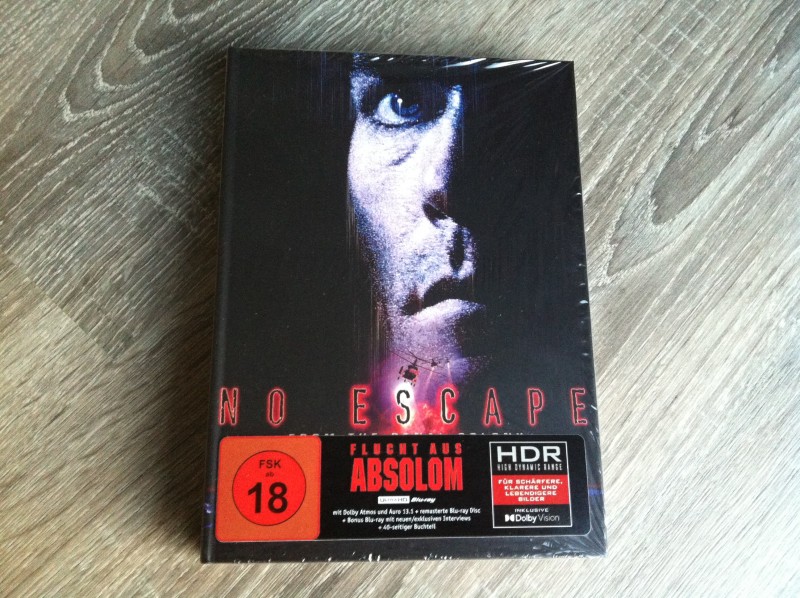 NO ESCAPE
FLUCHT AUS
ABSOLOM
FSK
ab
18
HDR
HIGH DYNAMIC RANGE
FÜR SCHÄRFERE,
KLARERE UND
LEBENDIGERE
BILDER
INKLUSIVE
Dolby Vision
Blu-ray
mit Dolby Atmos und Auro 13.1 + remasterte Blu-ray Disc
+ Bonus Blu-ray mit neuen/exklusiven Interviews
+ 40-seitiger Buchteil